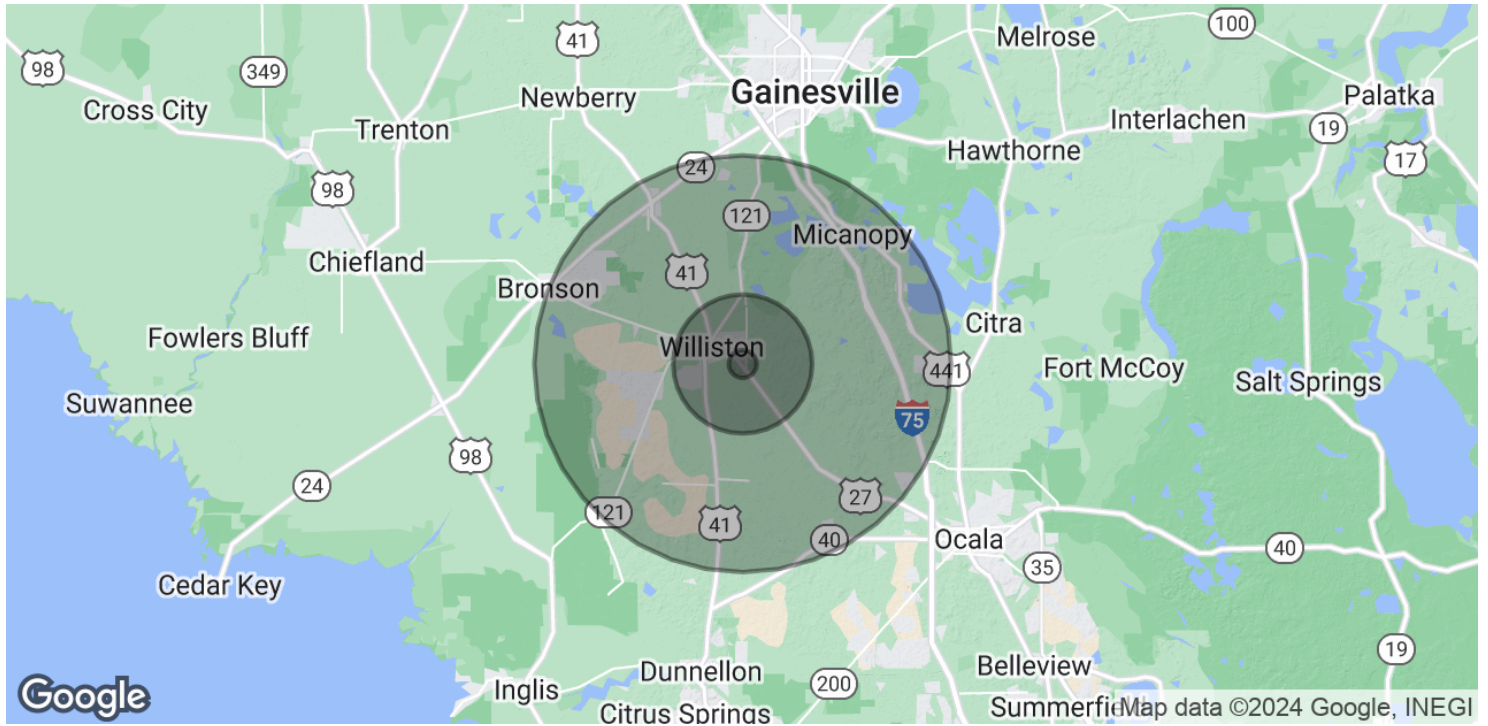 100
Melrose
41
98
349
Gainesville
Newberry
Palatka
Cross City
Interlachen
Trenton
19
Hawthorne
17
24
98
121
Micanopy
Chiefland
41
Bronson
Citra
Fowlers Bluff
Williston
441
Fort McCoy
Salt Springs
Suwannee
75
98
24
27
121
41
40
Ocala
40
35
Cedar Key
19
Belleview
Dunnellon
200
Inglis
Google
Citrus Springs
Summerfie
Map data ©2024 Google, INEGI